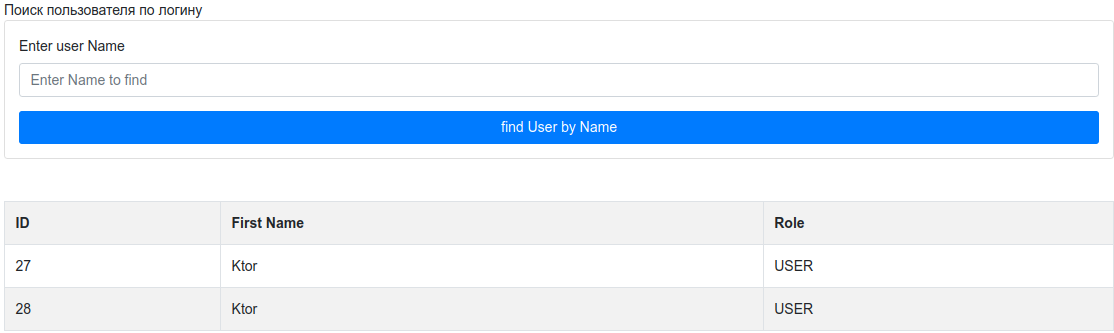 Поиск пользователя по логину
Enter user Name
Enter Name to find
find User by Name
ID First Name Role
27 Ktor USER
28 Ktor USER